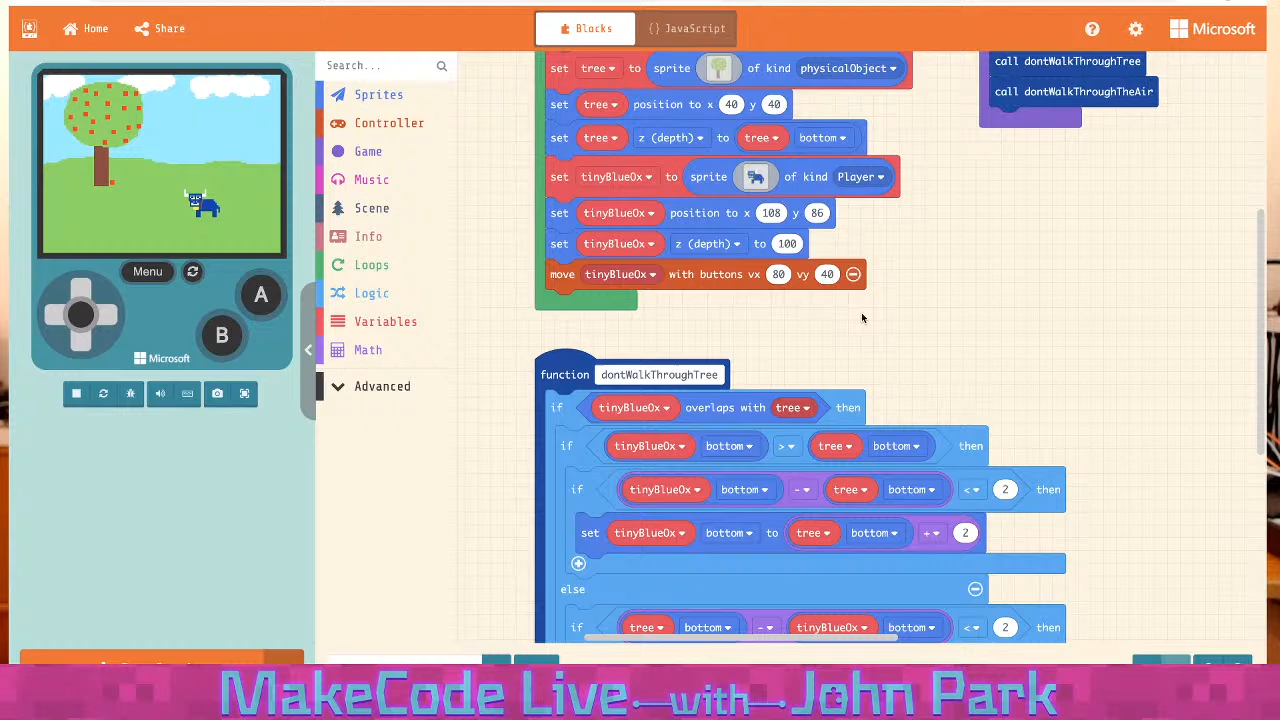 Home
Share
Blocks
{} JavaScript
Microsoft
Search...
Sprites
Controller
Game
Music
Scene
Info
Loops
Logic
Variables
Math
Advanced
Menu
A
B
Microsoft
set tree to sprite of kind physicalObject
set tree position to x 40 y 40
set tree z (depth) to tree bottom
set tinyBlueOx to sprite of kind Player
set tinyBlueOx position to x 108 y 86
set tinyBlueOx z (depth) to 100
move tinyBlueOx with buttons vx 80 vy 40
call dontWalkThroughTree
call dontWalkThroughTheAir
function dontWalkThroughTree
if tinyBlueOx overlaps with tree then
if tinyBlueOx bottom > tree bottom then
if tinyBlueOx bottom - tree bottom < 2 then
set tinyBlueOx bottom to tree bottom + 2
else
if tree bottom - tinyBlueOx bottom < 2 then
MakeCode Live with John Park